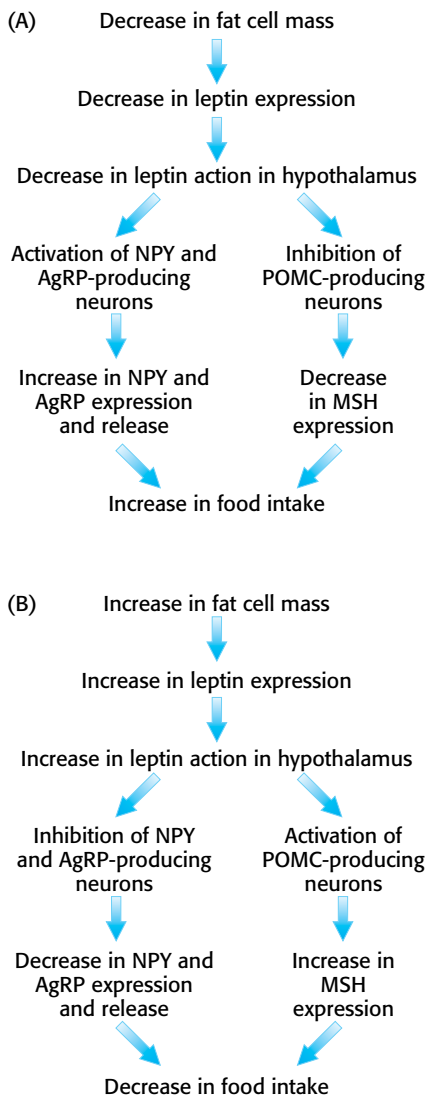 (A)
Decrease in fat cell mass
Decrease in leptin expression
Decrease in leptin action in hypothalamus
Activation of NPY and
AgRP-producing
neurons
Inhibition of
POMC-producing
neurons
Increase in NPY and
AgRP expression
and release
Decrease
in MSH
expression
Increase in food intake
(B)
Increase in fat cell mass
Increase in leptin expression
Increase in leptin action in hypothalamus
Inhibition of NPY
and AgRP-producing
neurons
Activation of
POMC-producing
neurons
Decrease in NPY and
AgRP expression
and release
Increase in
MSH
expression
Decrease in food intake